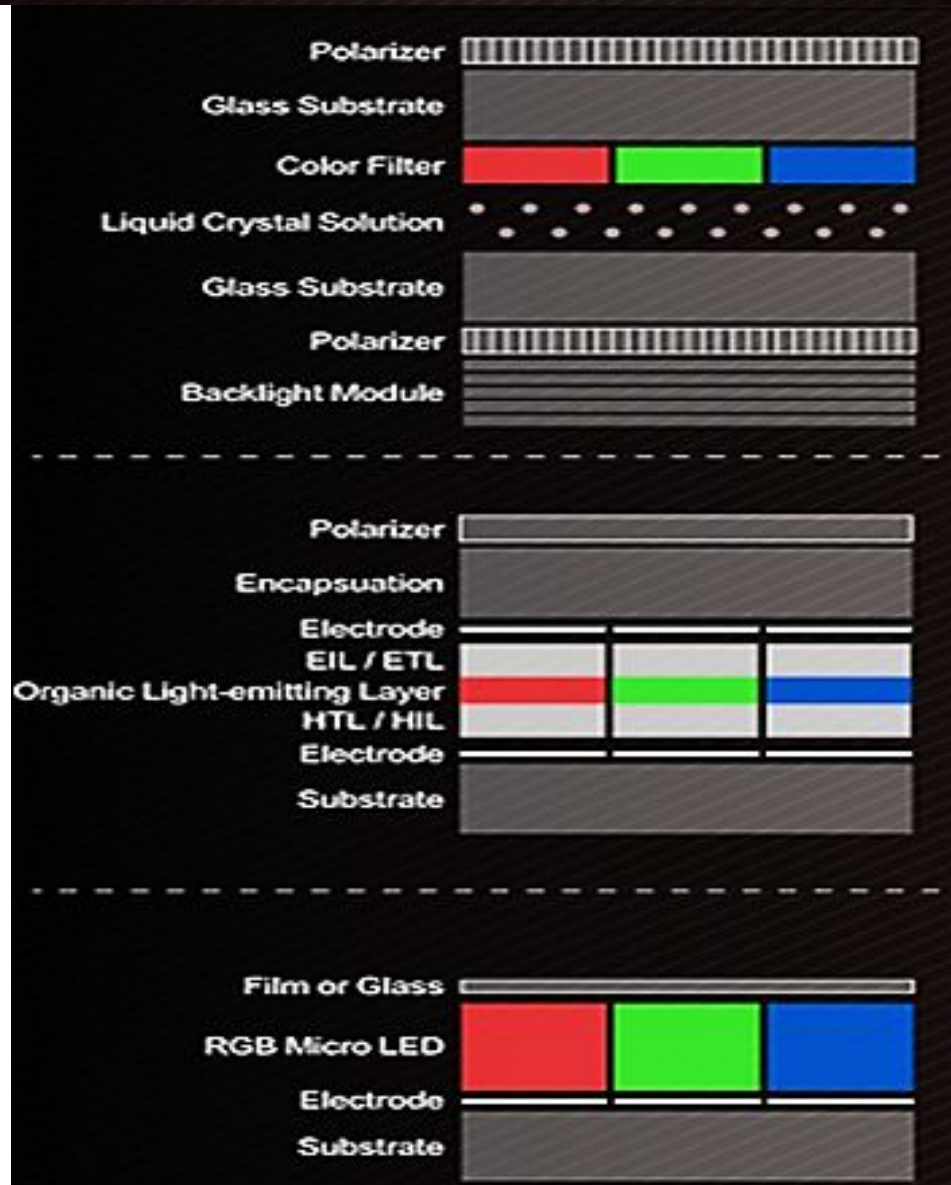 Polarizer
Glass Substrate
Color Filter
Liquid Crystal Solution
Glass Substrate
Polarizer
Backlight Module
Polarizer
Encapsuation
Electrode
EIL / ETL
Organic Light-emitting Layer
HTL / HIL
Electrode
Substrate
Film or Glass
RGB Micro LED
Electrode
Substrate